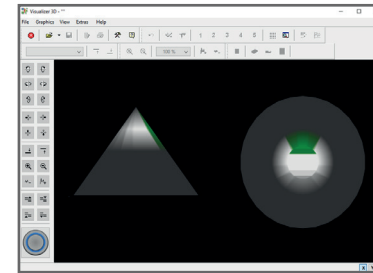 Visualizer 3D - ""
File Graphics View Extras Help
1 2 3 4 5
100 %
X